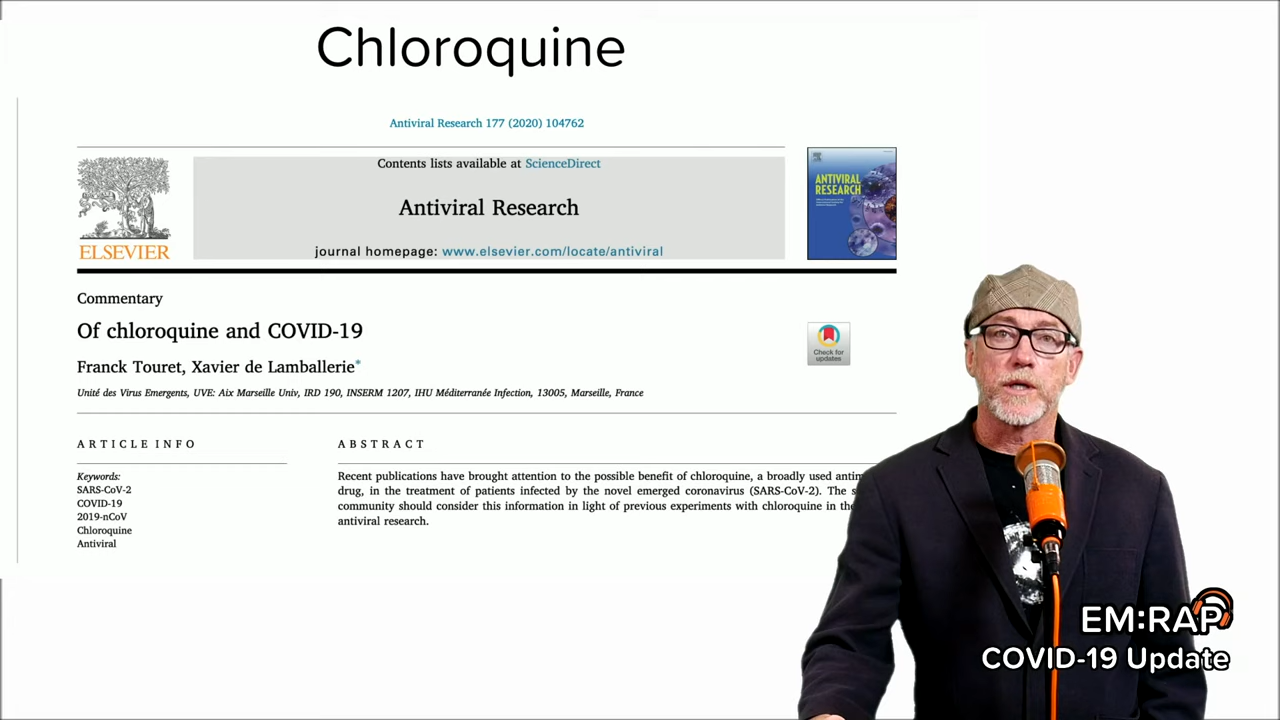 Chloroquine
Antiviral Research 177 (2020) 104762
Contents lists available at ScienceDirect
Antiviral Research
journal homepage: www.elsevier.com/locate/antiviral
ELSEVIER
ANTIVIRAL
RESEARCH
Commentary
Of chloroquine and COVID-19
Check for
updates
Franck Touret, Xavier de Lamballerie*
Unité des Virus Emergents, UVE: Aix Marseille Univ, IRD 190, INSERM 1207, IHU Méditerranée Infection, 13005, Marseille, France
ARTICLE INFO
Keywords:
SARS-CoV-2
COVID-19
2019-nCoV
Chloroquine
Antiviral
ABSTRACT
Recent publications have brought attention to the possible benefit of chloroquine, a broadly used
drug, in the treatment of patients infected by the novel emerged coronavirus (SARS-CoV-2). The
community should consider this information in light of previous experiments with chloroquine in the
antiviral research.
EM:RAP
COVID-19 Update